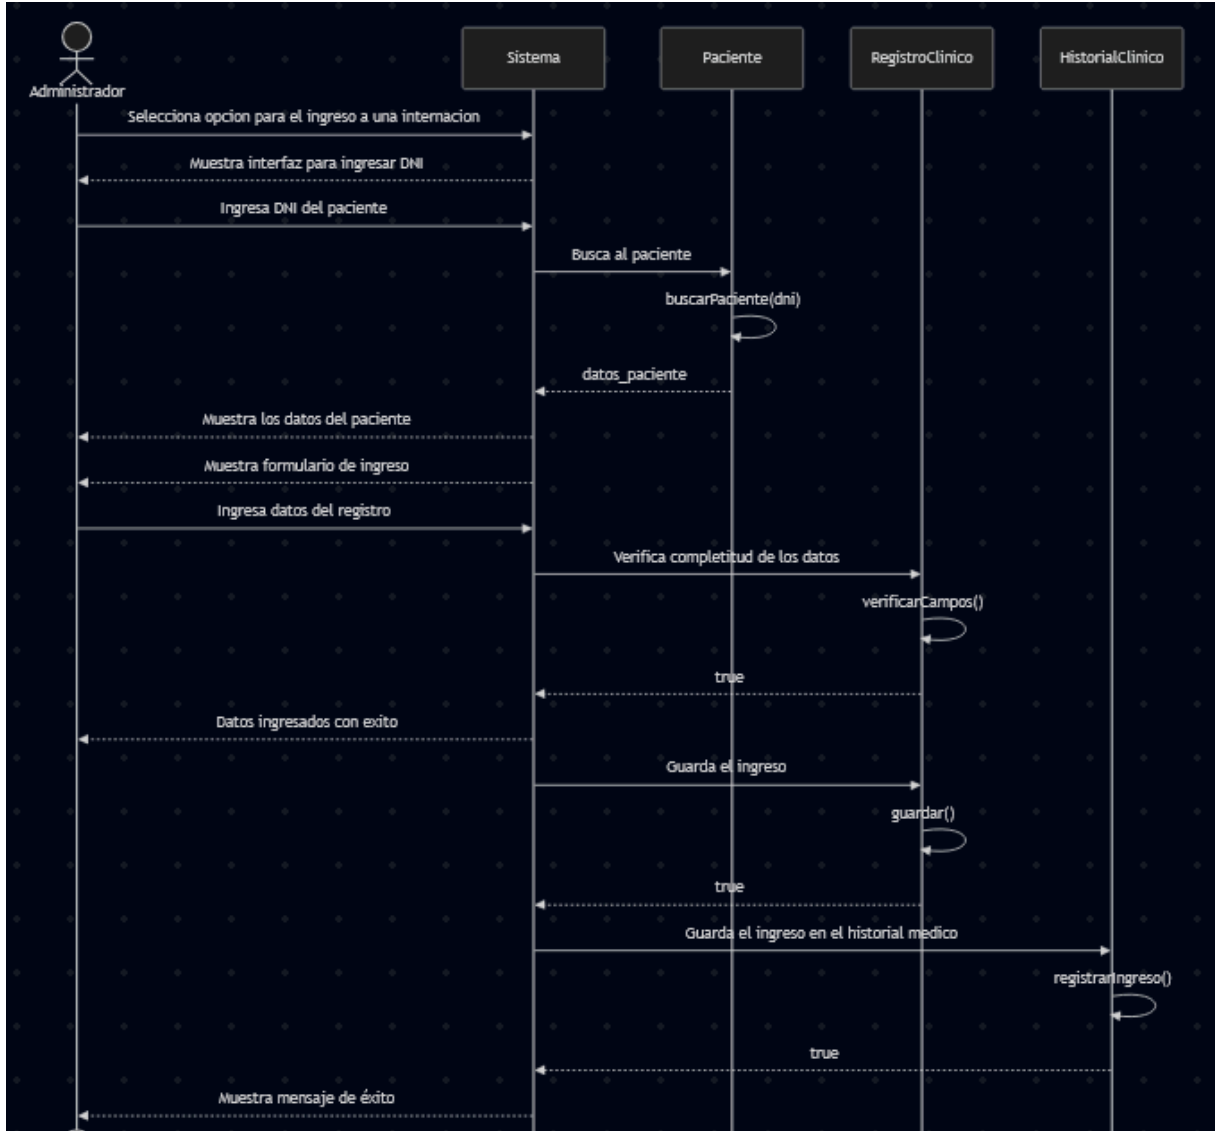 Administrador
Sistema
Paciente
RegistroClinico
HistorialClinico
Selecciona opcion para el ingreso a una internacion
Muestra interfaz para ingresar DNI
Ingresa DNI del paciente
Busca al paciente
buscarPaciente(dni)
datos_paciente
Muestra los datos del paciente
Muestra formulario de ingreso
Ingresa datos del registro
Verifica completitud de los datos
verificarCampos()
true
Datos ingresados con exito
Guarda el ingreso
guardar()
true
Guarda el ingreso en el historial medico
registrarIngreso()
true
Muestra mensaje de éxito